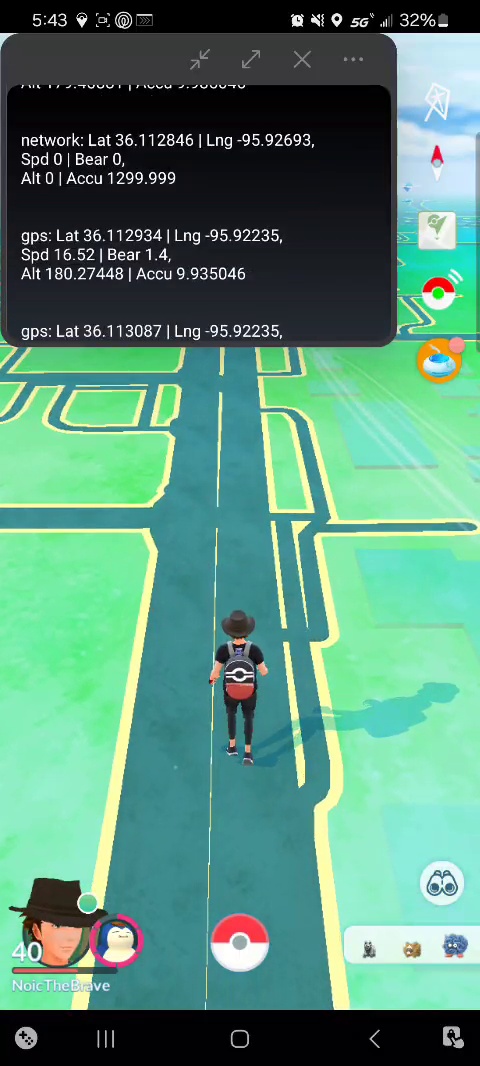 5:43
5G
32%
network: Lat 36.112846 | Lng -95.92693,
Spd 0 | Bear 0,
Alt 0 | Accu 1299.999
gps: Lat 36.112934 | Lng -95.92235,
Spd 16.52 | Bear 1.4,
Alt 180.27448 | Accu 9.935046
gps: Lat 36.113087 | Lng -95.92235,
40
NoicTheBrave